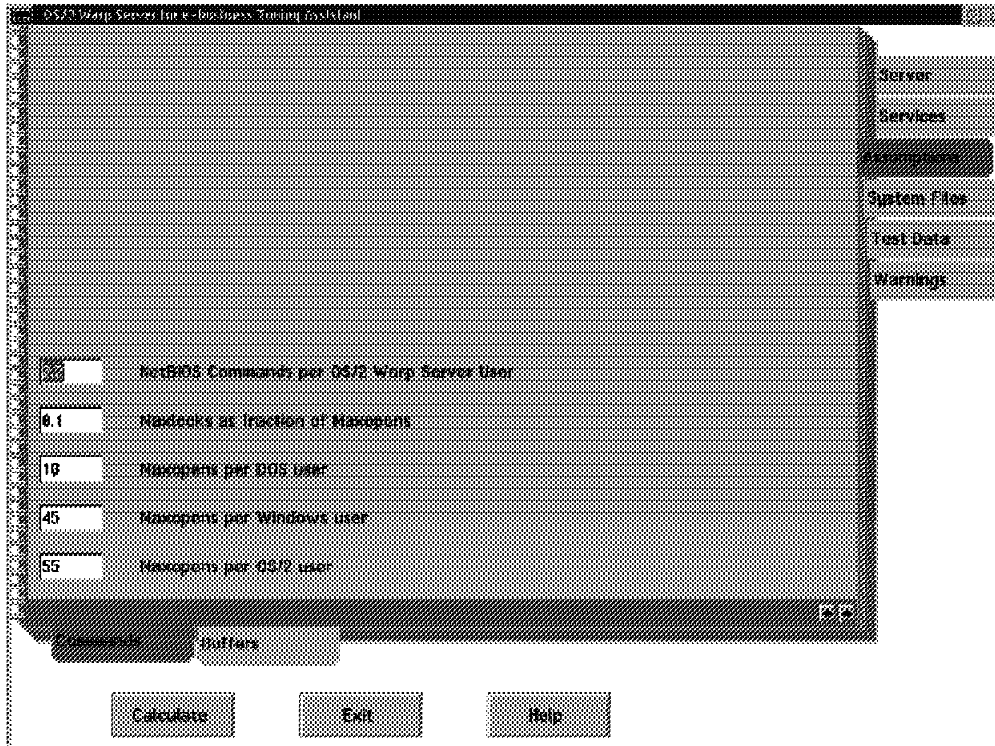 OS/2 Warp Server for e-business Tuning Assistant
Server
Services
Assumptions
System Files
Test Data
Warnings
NetBIOS Commands per OS/2 Warp Server User
0.1 Maxlocks as fraction of Maxopens
10 Maxopens per DOS user
45 Maxopens per Windows user
55 Maxopens per OS/2 user
Commands
Buffers
Calculate Exit Help